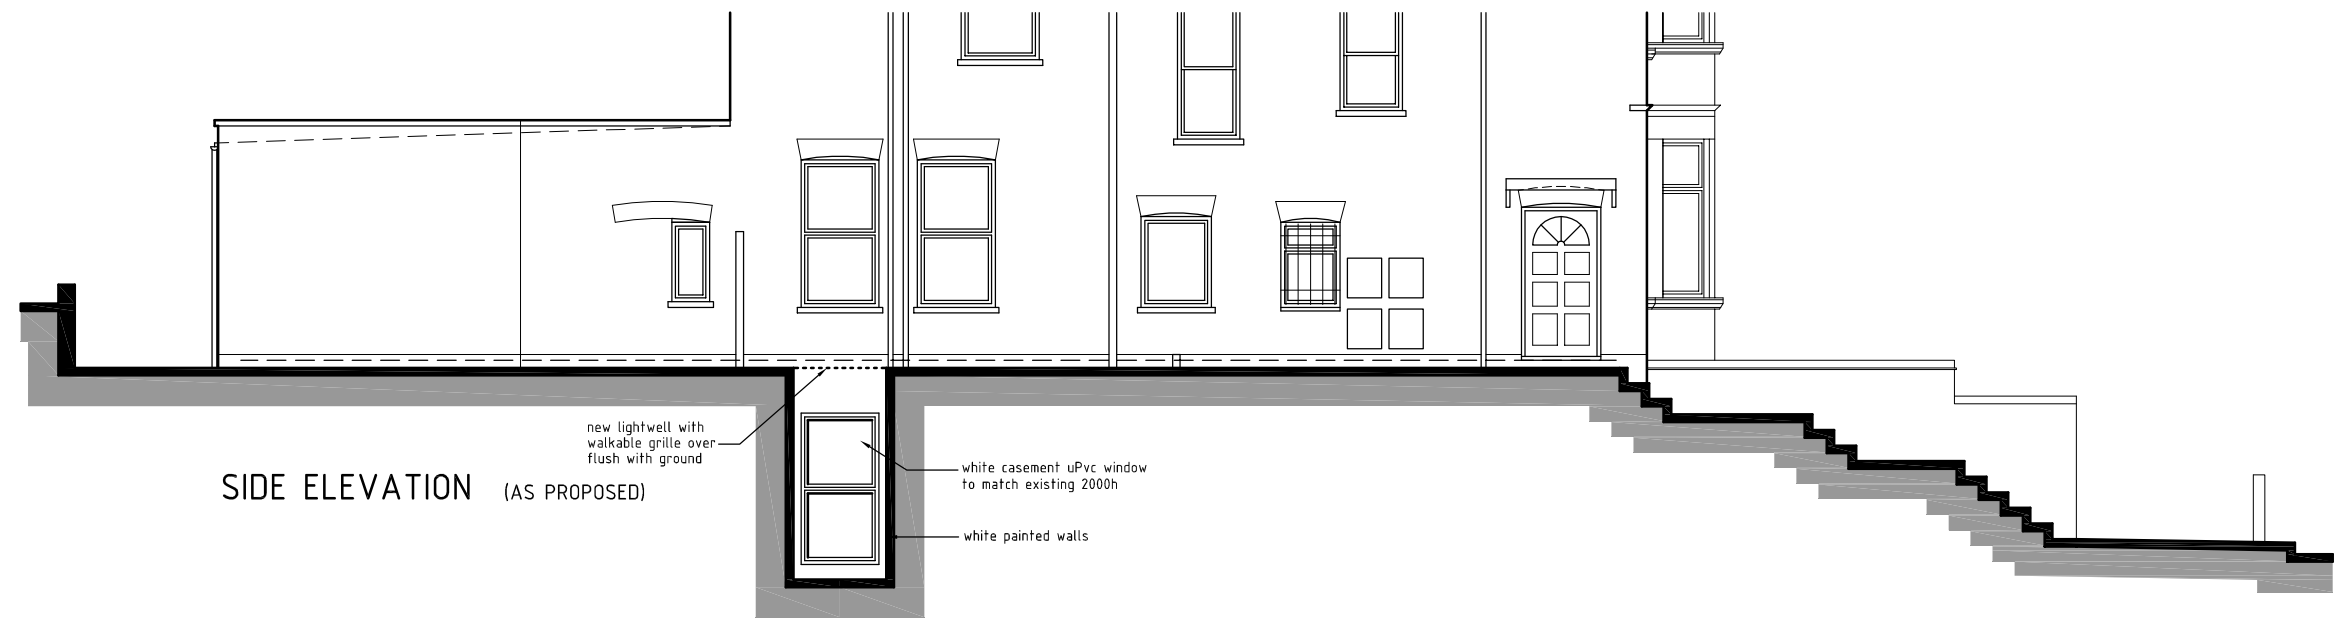 new lightwell with
walkable grille over
flush with ground
SIDE ELEVATION (AS PROPOSED)
white casement uPvc window
to match existing 2000h
white painted walls